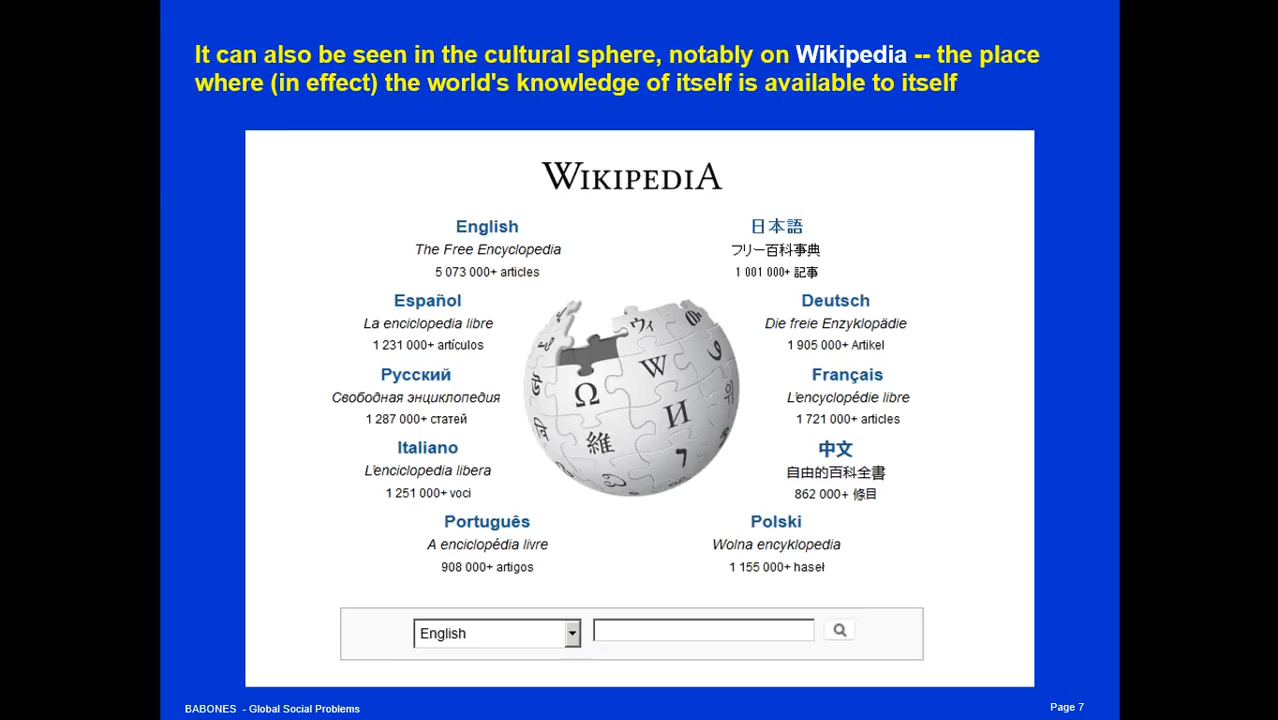 It can also be seen in the cultural sphere, notably on Wikipedia -- the place
where (in effect) the world's knowledge of itself is available to itself
WIKIPEDIA
English
The Free Encyclopedia
5 073 000+ articles
日本語
フリー百科事典
1 001 000+ 記事
Español
La enciclopedia libre
1 231 000+ artículos
Deutsch
Die freie Enzyklopädie
1 905 000+ Artikel
Русский
Свободная энциклопедия
1 287 000+ статей
Français
L'encyclopédie libre
1 721 000+ articles
Italiano
L'enciclopedia libera
1 251 000+ voci
中文
自由的百科全書
862 000+ 條目
Português
A enciclopédia livre
908 000+ artigos
Polski
Wolna encyklopedia
1 155 000+ haseł
ウィ
W
Ω
И
維
English
BABONES - Global Social Problems
Page 7